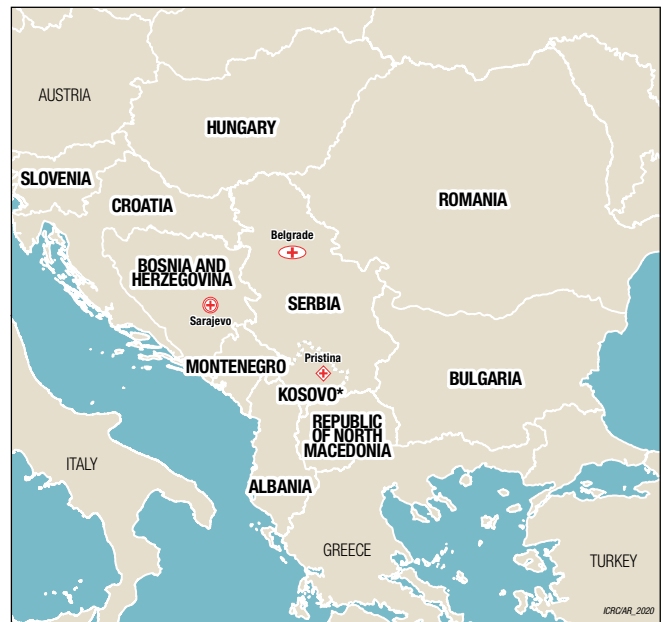 AUSTRIA
HUNGARY
SLOVENIA
CROATIA
ROMANIA
Belgrade
BOSNIA AND
HERZEGOVINA
SERBIA
Sarajevo
Pristina
MONTENEGRO
BULGARIA
KOSOVO*
REPUBLIC
OF NORTH
MACEDONIA
ITALY
ALBANIA
GREECE
TURKEY
ICRC/AR_2020